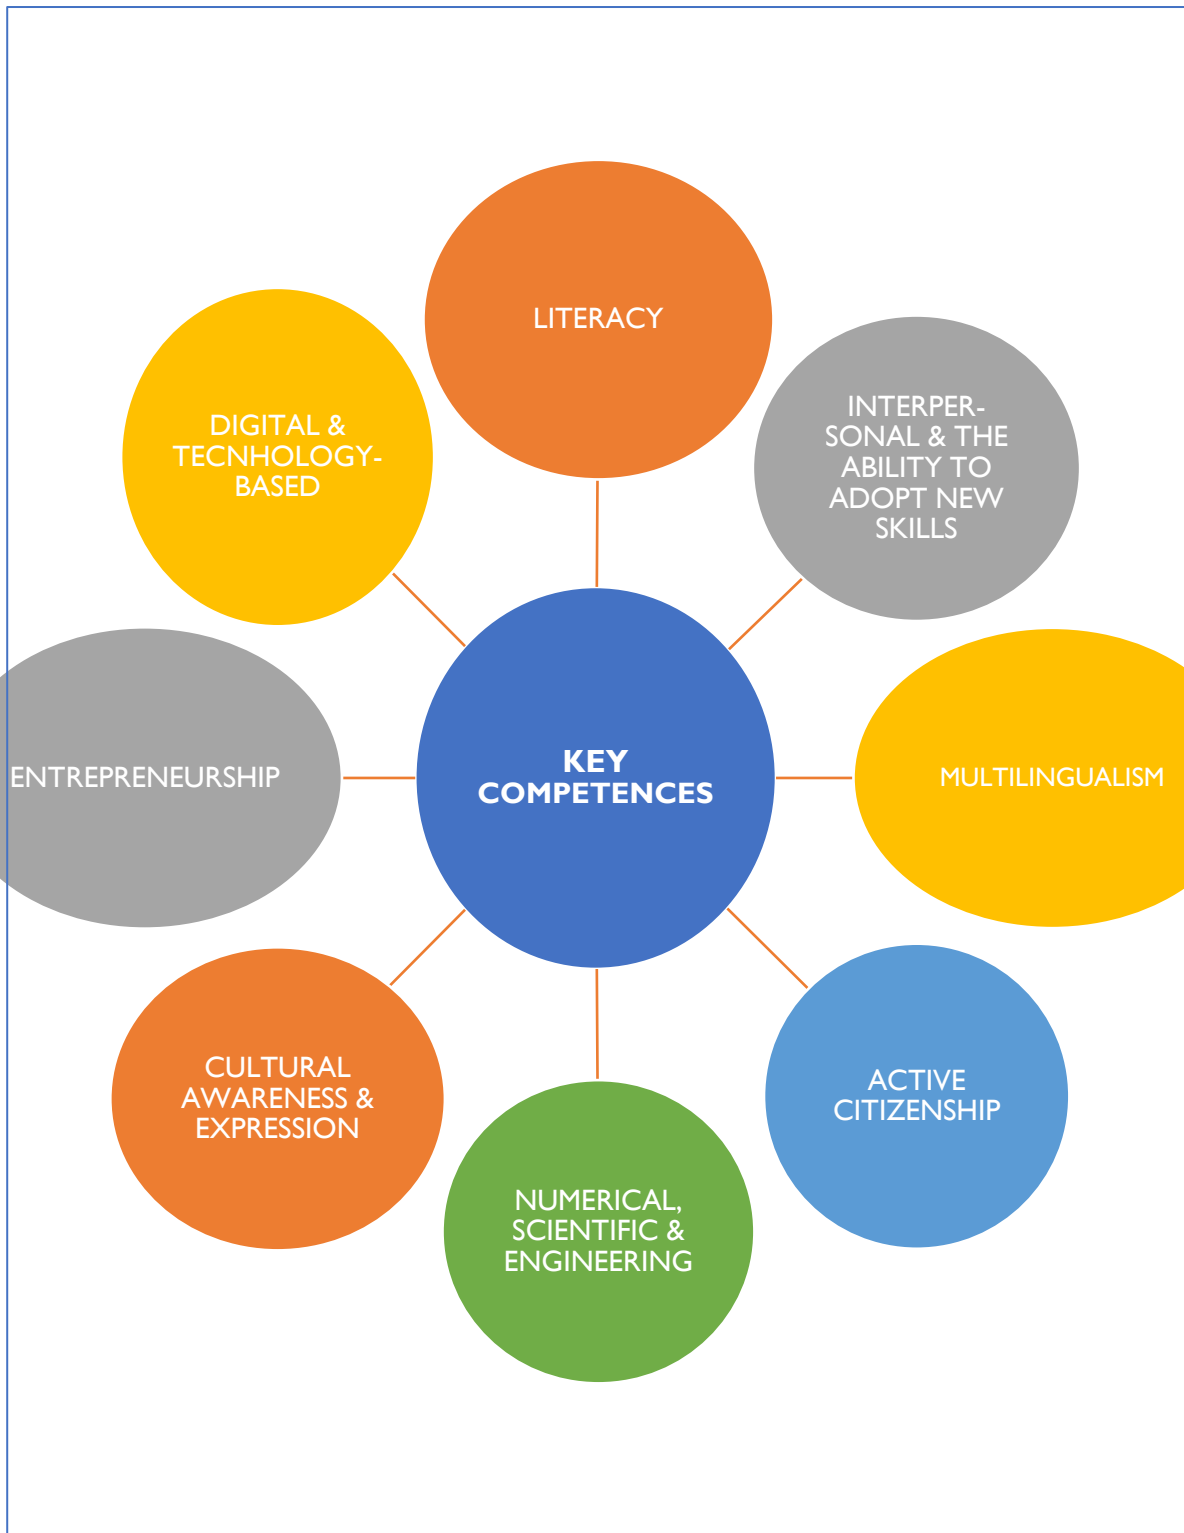 LITERACY
DIGITAL &
TECNHOLOGY-
BASED
INTERPER-
SONAL & THE
ABILITY TO
ADOPT NEW
SKILLS
ENTREPRENEURSHIP
KEY
COMPETENCES
MULTILINGUALISM
CULTURAL
AWARENESS &
EXPRESSION
ACTIVE
CITIZENSHIP
NUMERICAL,
SCIENTIFIC &
ENGINEERING